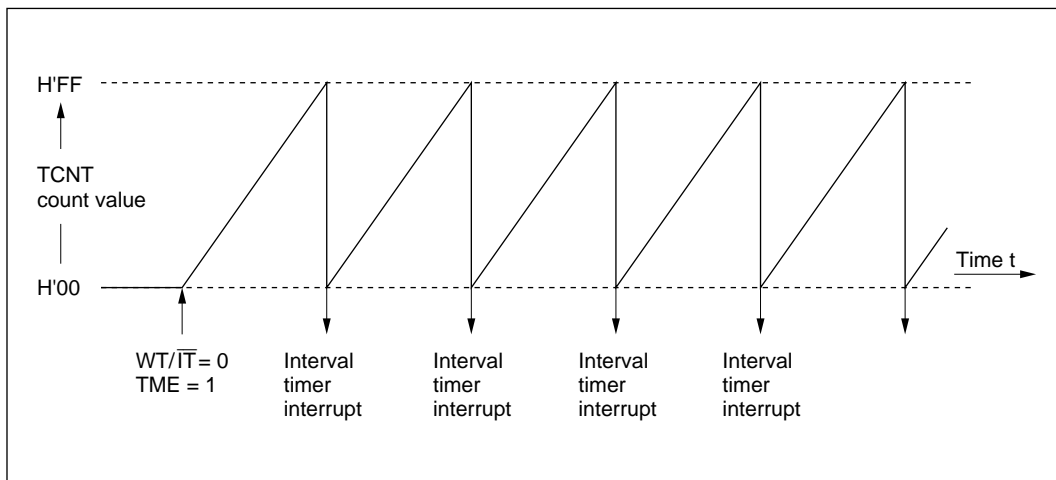 H'FF
TCNT
count value
H'00
Time t
WT/I̅T̅ = 0
TME = 1
Interval
timer
interrupt
Interval
timer
interrupt
Interval
timer
interrupt
Interval
timer
interrupt